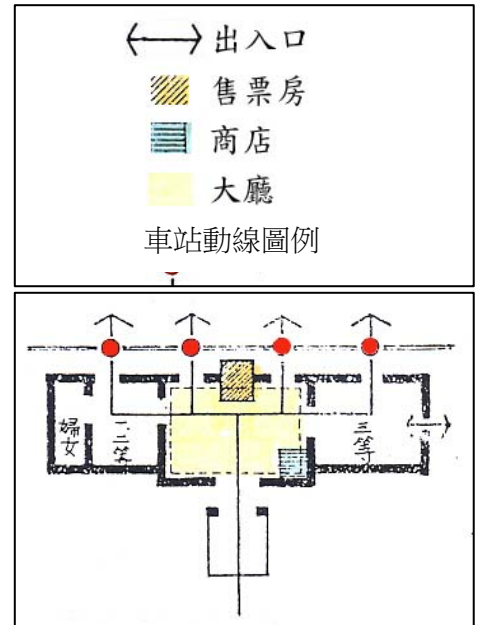 出入口
售票房
商店
大廳
車站動線圖例
婦女
一二等
三等